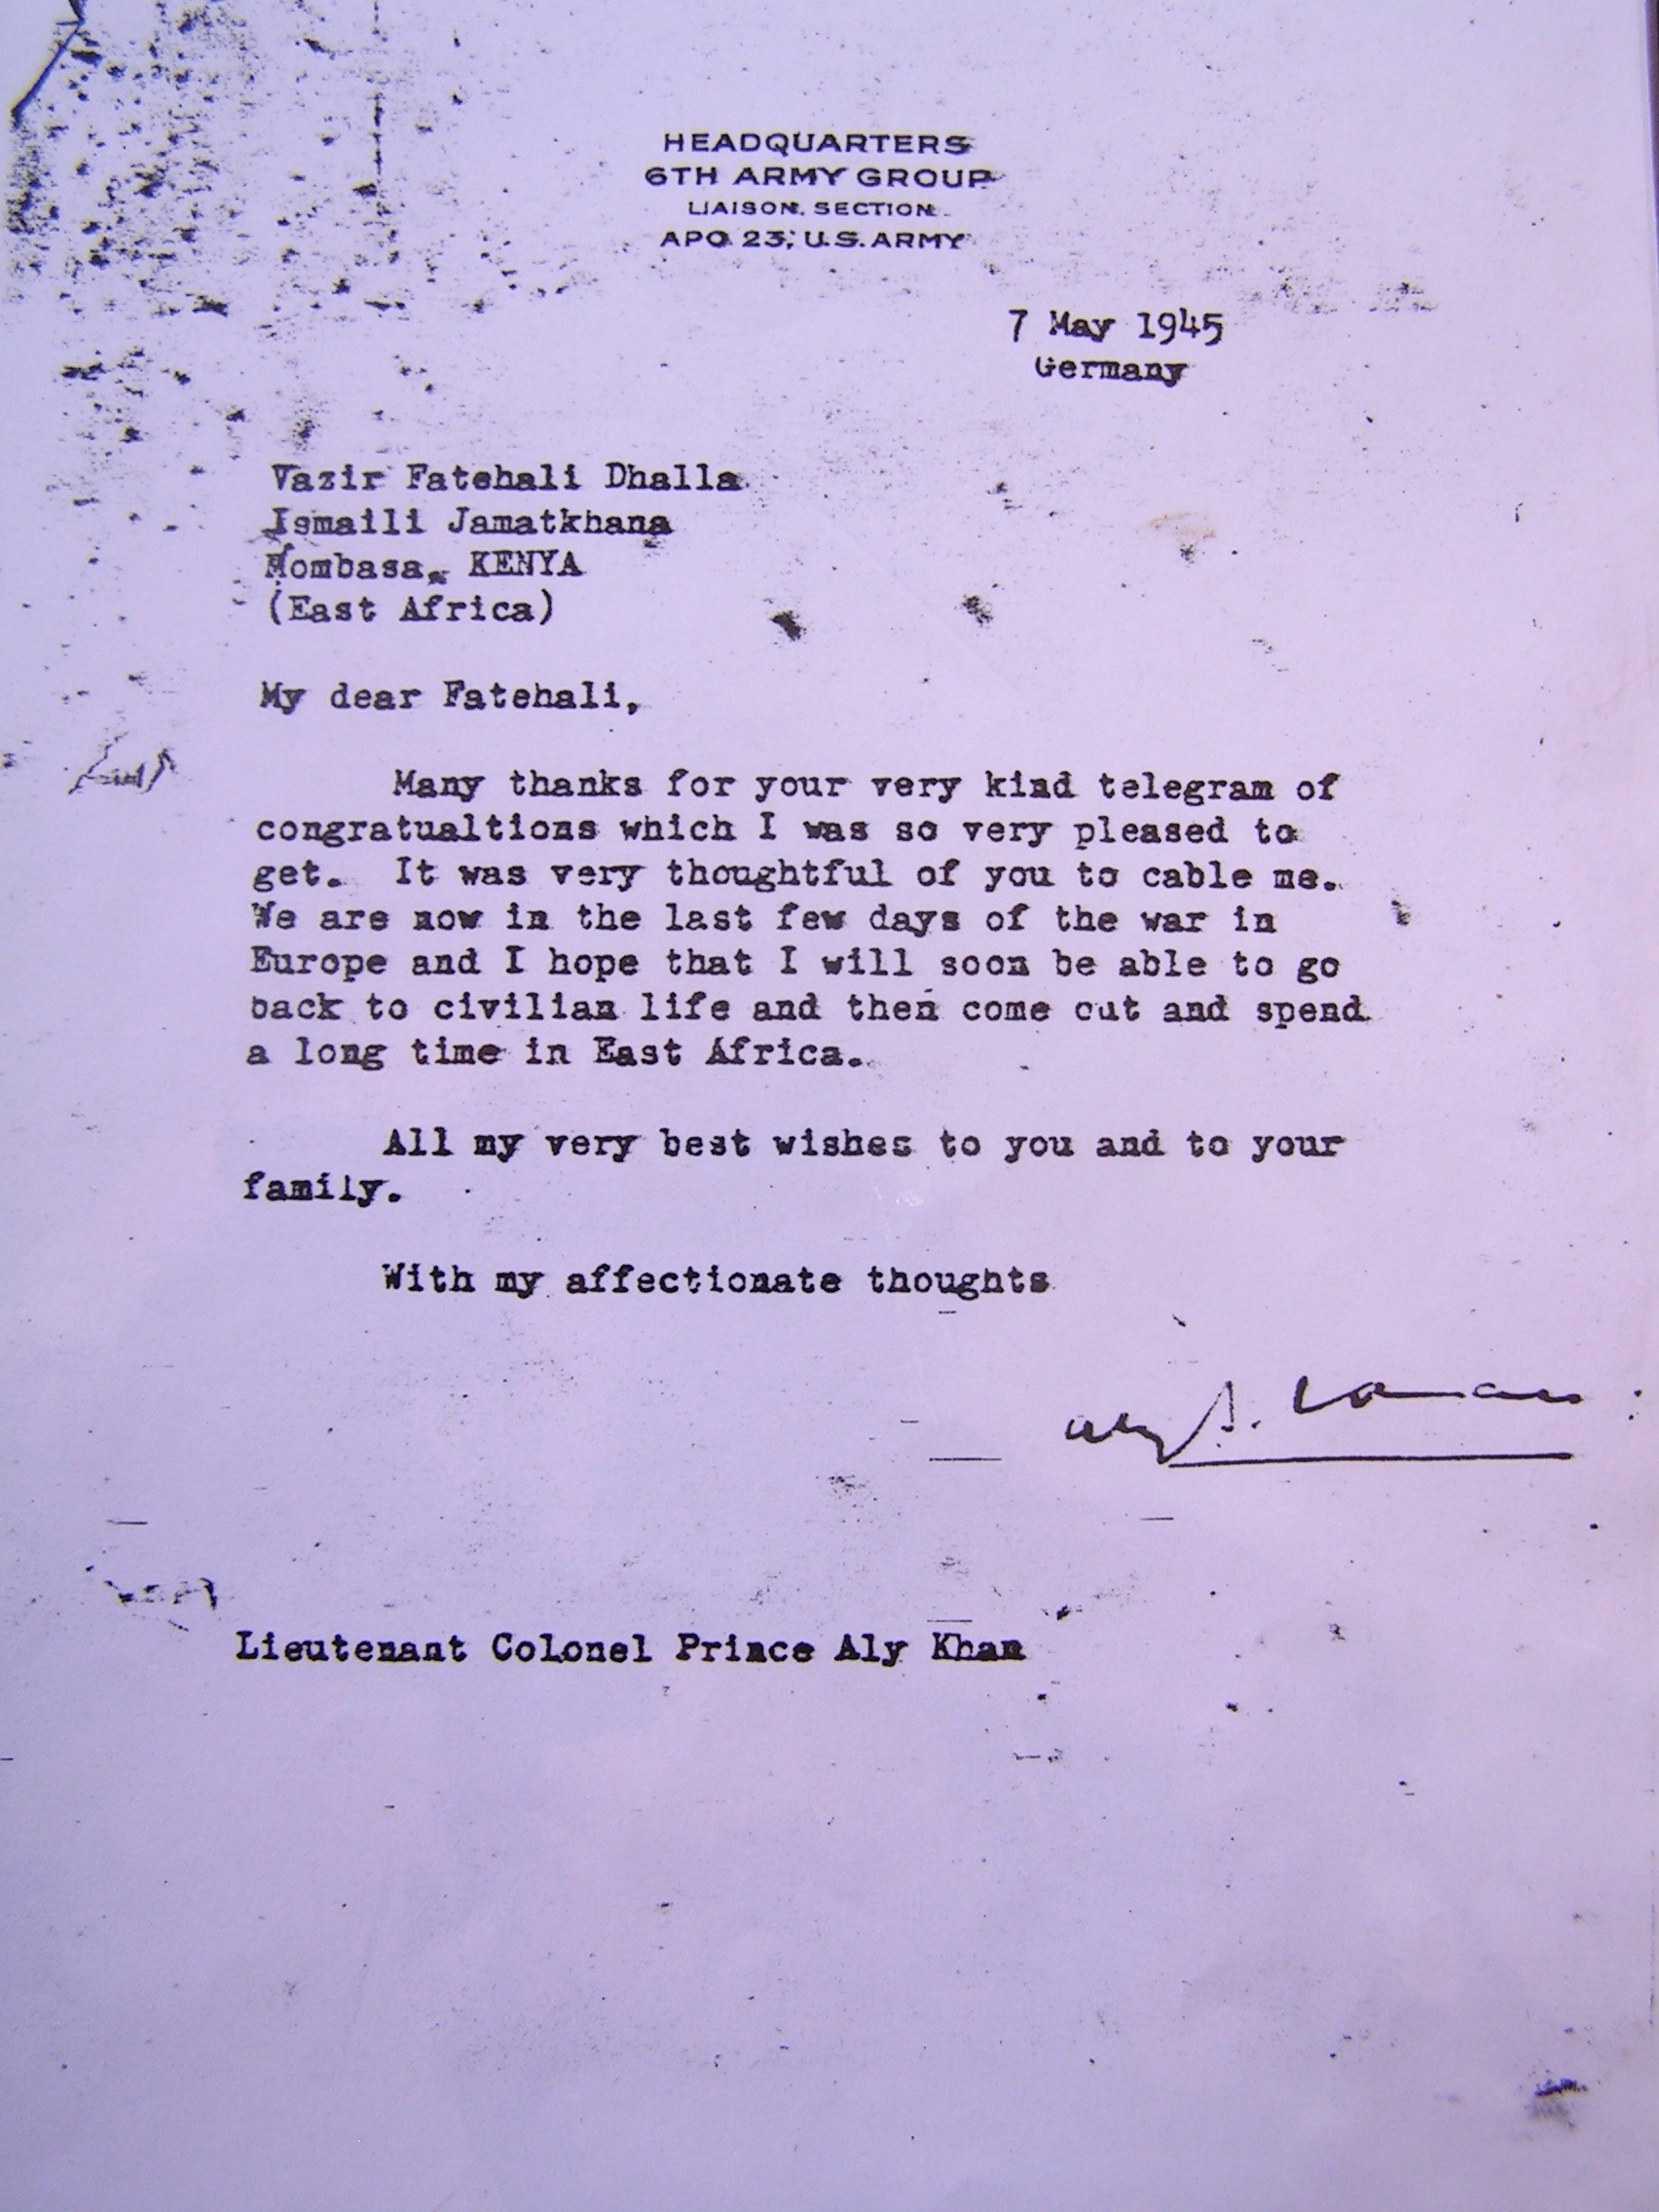 HEADQUARTERS
6TH ARMY GROUP
LIAISON SECTION
APO 23, U.S. ARMY
7 May 1945
Germany
Vazir Fatehali Dhalla
Ismaili Jamatkhana
Mombasa, KENYA
(East Africa)
My dear Fatehali,
Many thanks for your very kind telegram of
congratualtions which I was so very pleased to
get. It was very thoughtful of you to cable me.
We are now in the last few days of the war in
Europe and I hope that I will soon be able to go
back to civilian life and then come out and spend
a long time in East Africa.
All my very best wishes to you and to your
family.
With my affectionate thoughts
Aly S. Khan
Lieutenant Colonel Prince Aly Khan